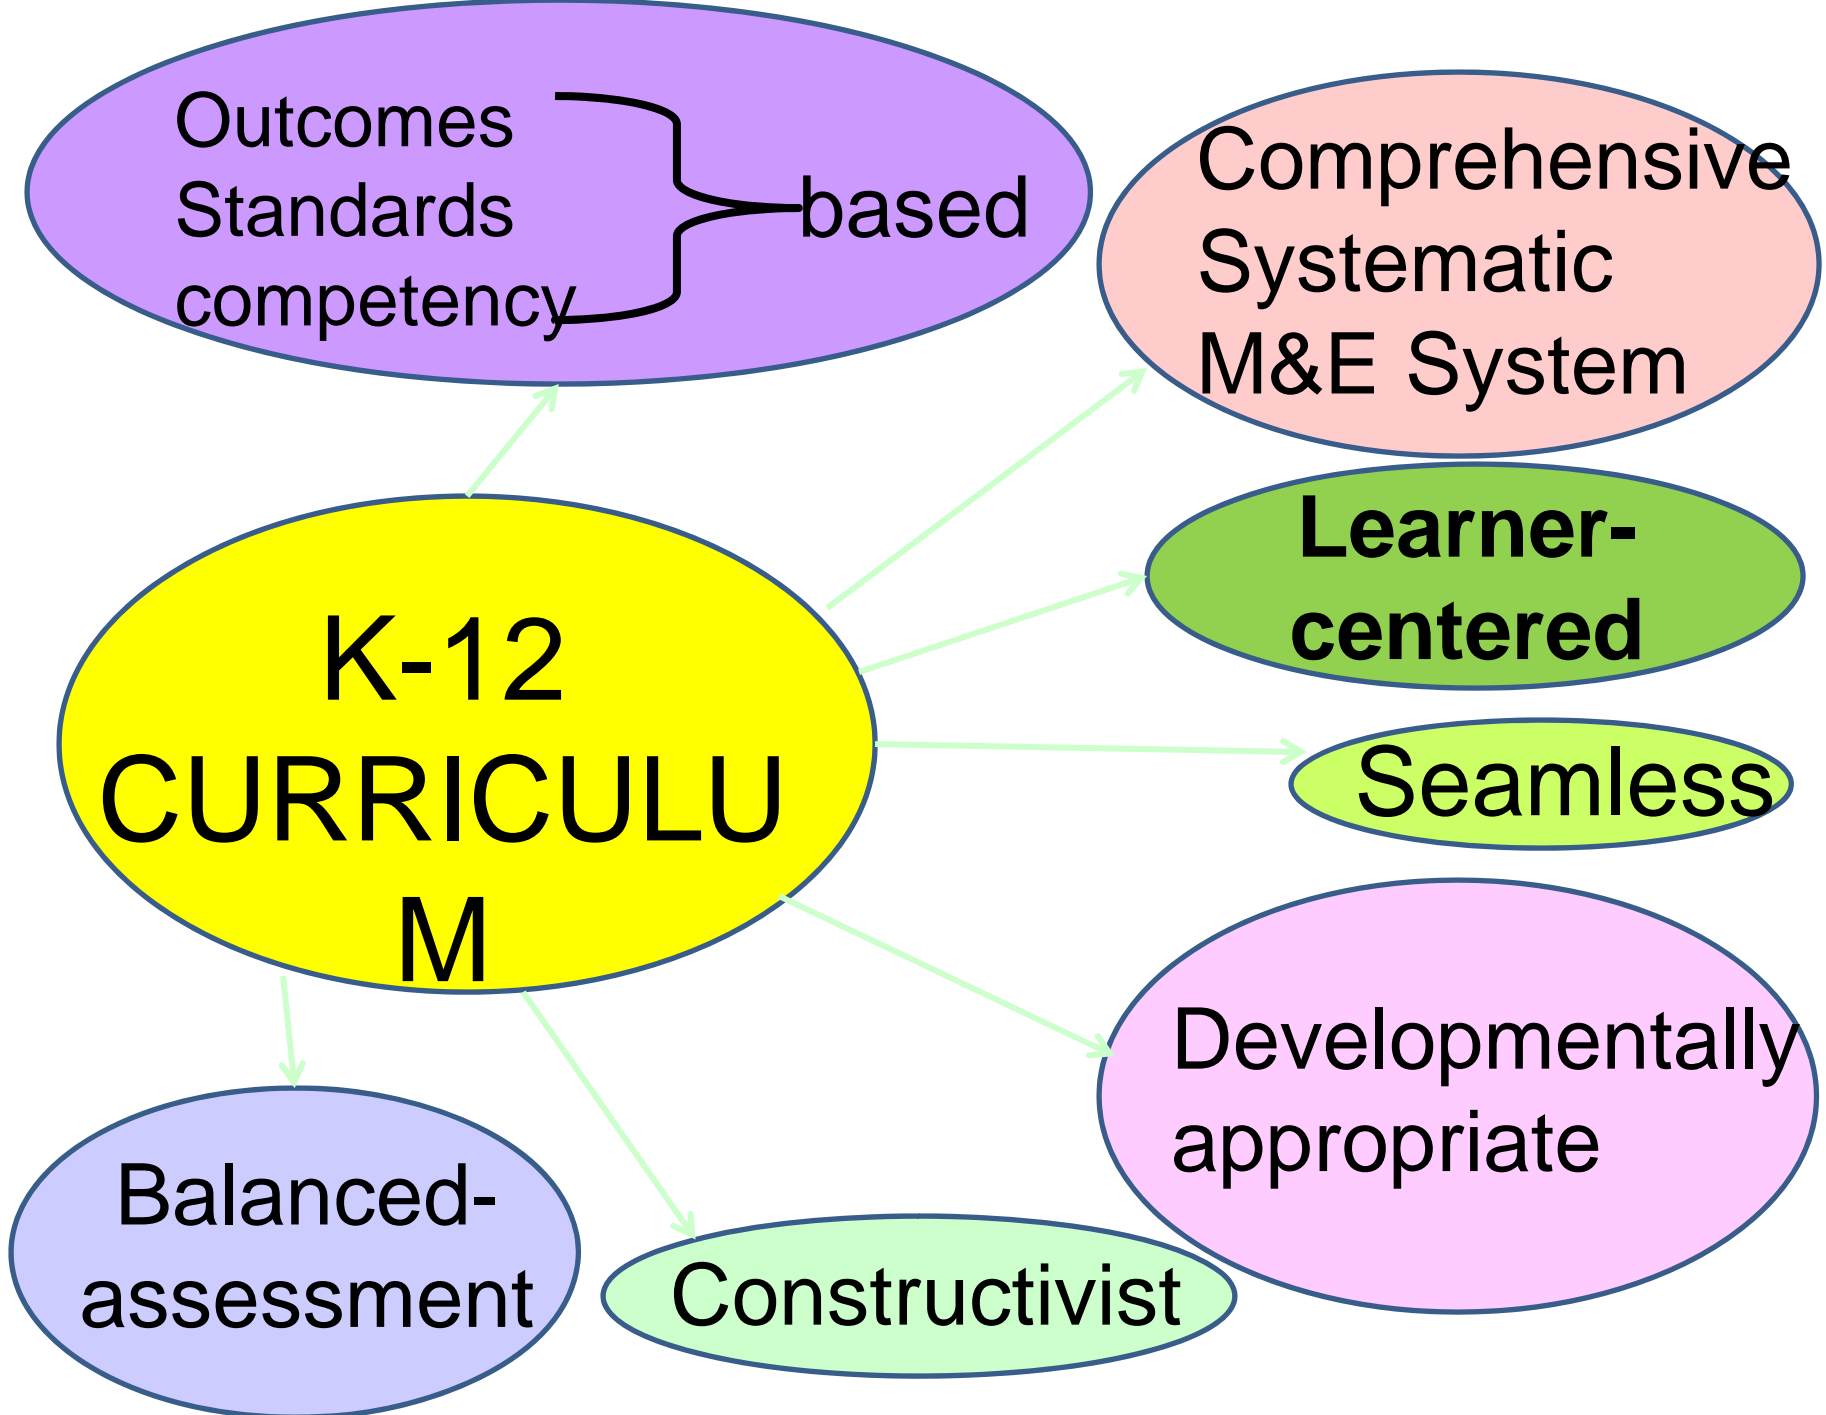 Outcomes
Standards
competency
based
Comprehensive
Systematic
M&E System
Learner-
centered
K-12
CURRICULU
M
Seamless
Developmentally
appropriate
Balanced-
assessment
Constructivist